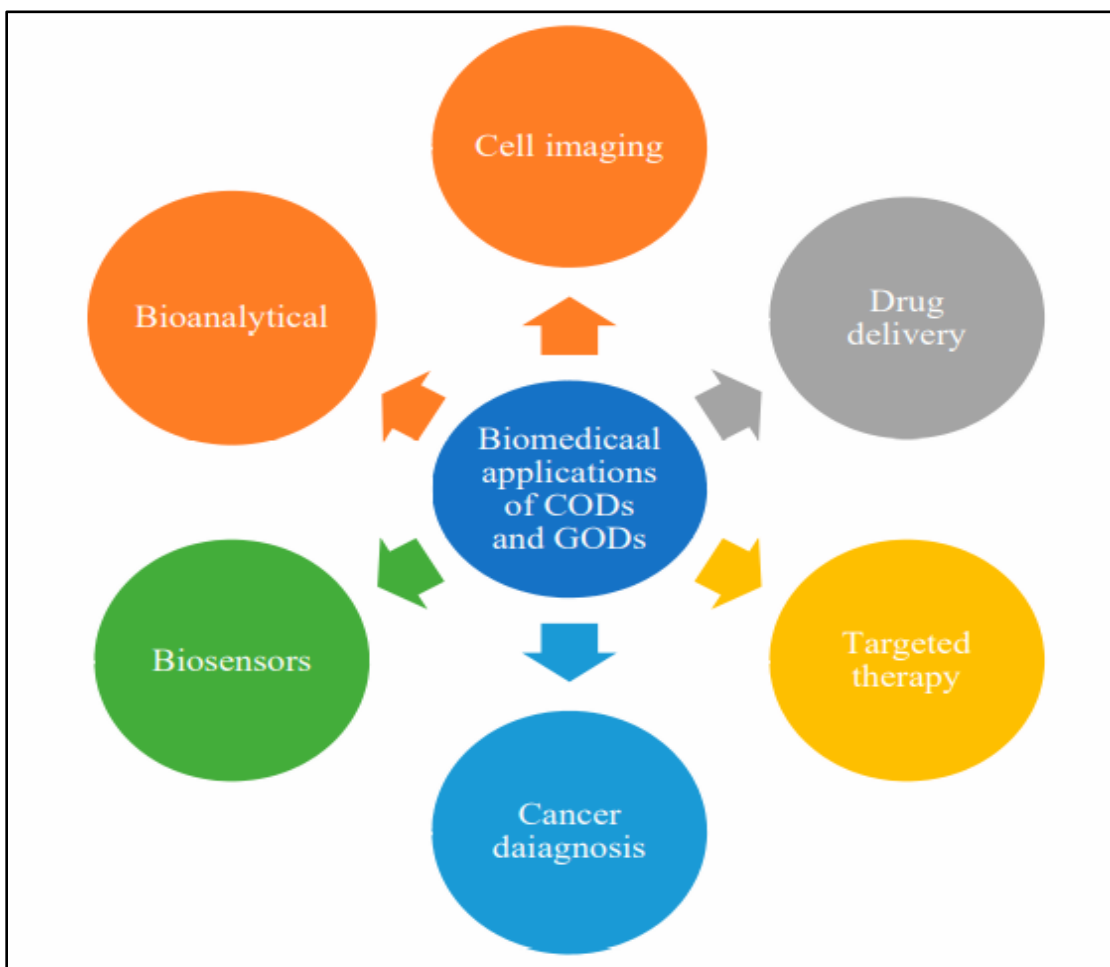 Cell imaging
Bioanalytical
Drug
delivery
Biomedicaal
applications
of CODs
and GODs
Biosensors
Targeted
therapy
Cancer
daiagnosis